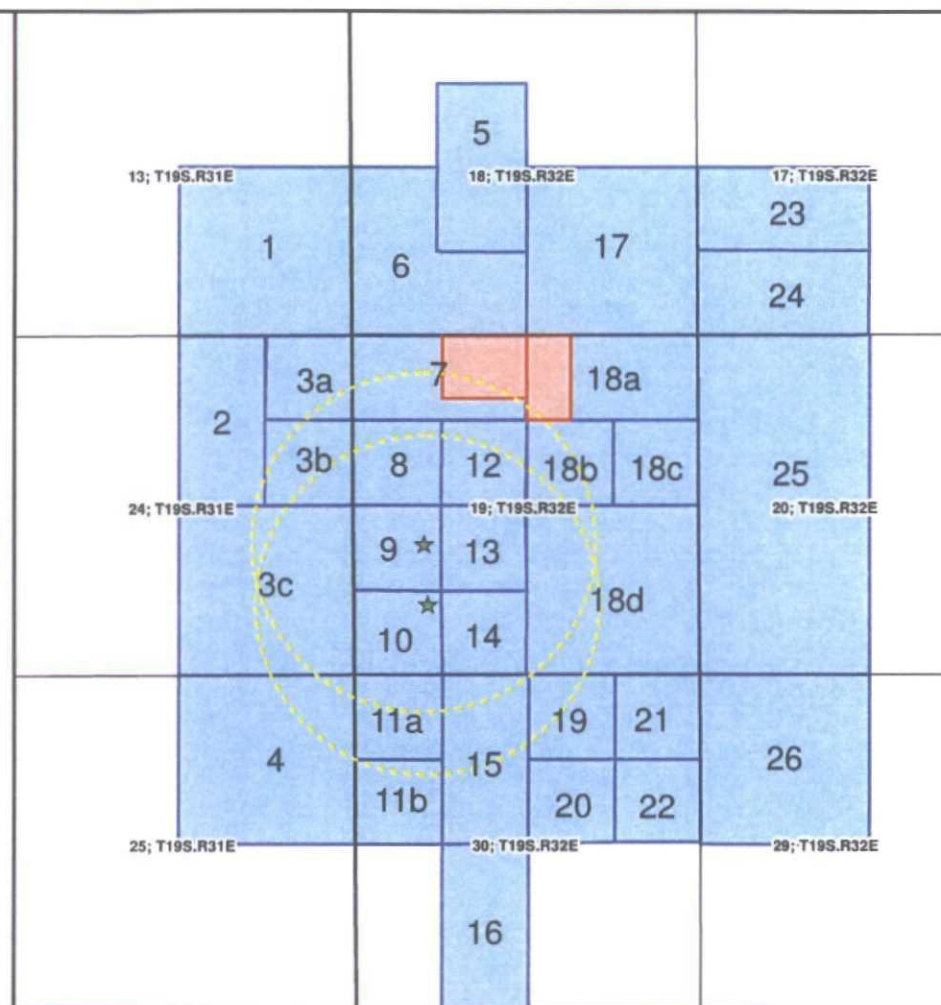 5
13; T19S.R31E
18; T19S.R32E
17; T19S.R32E
23
1
6
17
24
3a
7
18a
2
3b
8
12
18b
18c
25
24; T19S.R31E
19; T19S.R32E
20; T19S.R32E
9
13
3c
18d
10
14
11a
19
21
4
15
26
11b
20
22
25; T19S.R31E
30; T19S.R32E
29; T19S.R32E
16